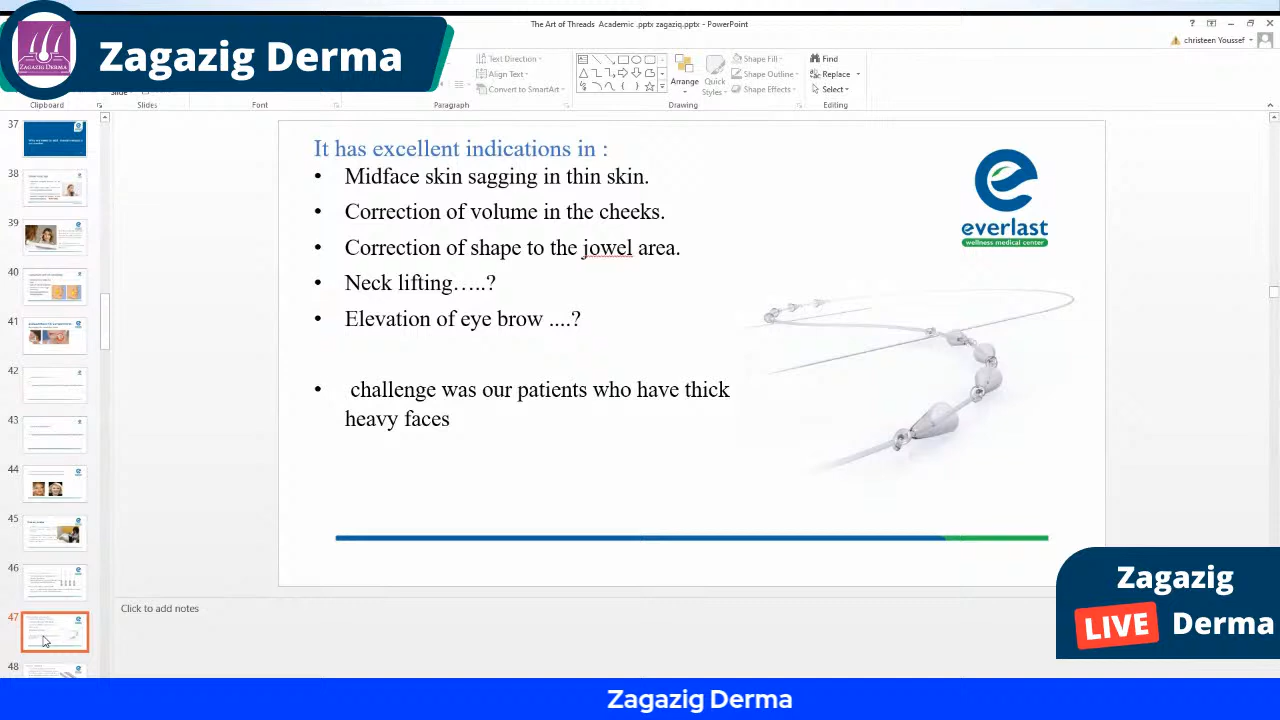 The Art of Threads Academic .pptx zagaziq.pptx - PowerPoint
christeen Youssef
ZAGAZIG DERMA
Zagazig Derma
Text Direction
Align Text
Convert to SmartArt
Arrange
Quick
Styles
Shape Fill
Shape Outline
Shape Effects
Find
Replace
Select
Clipboard
Slides
Font
Paragraph
Drawing
Editing
37
38
39
40
41
42
43
44
45
46
47
48
It has excellent indications in :
• Midface skin sagging in thin skin.
• Correction of volume in the cheeks.
• Correction of shape to the jowel area.
• Neck lifting…..?
• Elevation of eye brow ....?
• challenge was our patients who have thick
heavy faces
everlast
wellness medical center
Click to add notes
Zagazig
LIVE Derma
Zagazig Derma